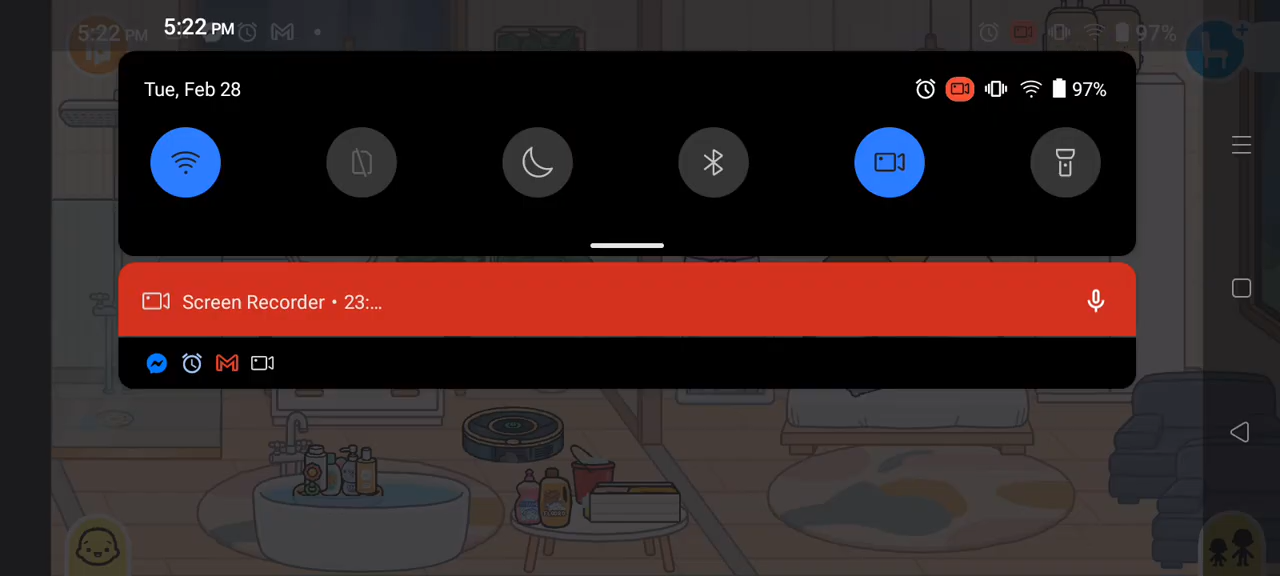 5:22 PM 5:22 PM 97%
Tue, Feb 28 97%
Screen Recorder • 23:...